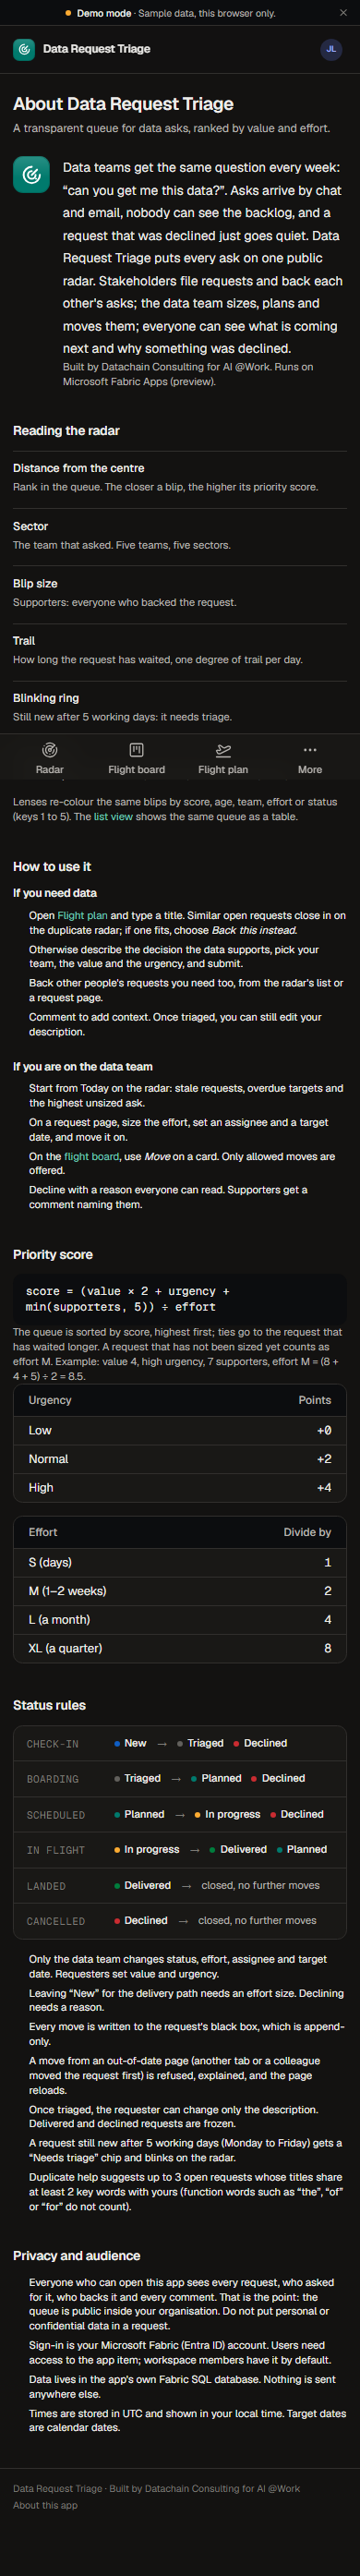 Demo mode · Sample data, this browser only.
Data Request Triage
JL
About Data Request Triage
A transparent queue for data asks, ranked by value and effort.
Data teams get the same question every week:
“can you get me this data?”. Asks arrive by chat
and email, nobody can see the backlog, and a
request that was declined just goes quiet. Data
Request Triage puts every ask on one public
radar. Stakeholders file requests and back each
other's asks; the data team sizes, plans and
moves them; everyone can see what is coming
next and why something was declined.
Built by Datachain Consulting for AI @Work. Runs on
Microsoft Fabric Apps (preview).
Reading the radar
Distance from the centre
Rank in the queue. The closer a blip, the higher its priority score.
Sector
The team that asked. Five teams, five sectors.
Blip size
Supporters: everyone who backed the request.
Trail
How long the request has waited, one degree of trail per day.
Blinking ring
Still new after 5 working days: it needs triage.
Radar
Flight board
Flight plan
More
Lenses re-colour the same blips by score, age, team, effort or status
(keys 1 to 5). The list view shows the same queue as a table.
How to use it
If you need data
Open Flight plan and type a title. Similar open requests close in on
the duplicate radar; if one fits, choose Back this instead.
Otherwise describe the decision the data supports, pick your
team, the value and the urgency, and submit.
Back other people's requests you need too, from the radar's list or
a request page.
Comment to add context. Once triaged, you can still edit your
description.
If you are on the data team
Start from Today on the radar: stale requests, overdue targets and
the highest unsized ask.
On a request page, size the effort, set an assignee and a target
date, and move it on.
On the flight board, use Move on a card. Only allowed moves are
offered.
Decline with a reason everyone can read. Supporters get a
comment naming them.
Priority score
score = (value × 2 + urgency +
min(supporters, 5)) ÷ effort
The queue is sorted by score, highest first; ties go to the request that
has waited longer. A request that has not been sized yet counts as
effort M. Example: value 4, high urgency, 7 supporters, effort M = (8 +
4 + 5) ÷ 2 = 8.5.
Urgency Points
Low +0
Normal +2
High +4
Effort Divide by
S (days) 1
M (1–2 weeks) 2
L (a month) 4
XL (a quarter) 8
Status rules
CHECK-IN New → Triaged Declined
BOARDING Triaged → Planned Declined
SCHEDULED Planned → In progress Declined
IN FLIGHT In progress → Delivered Planned
LANDED Delivered → closed, no further moves
CANCELLED Declined → closed, no further moves
Only the data team changes status, effort, assignee and target
date. Requesters set value and urgency.
Leaving “New” for the delivery path needs an effort size. Declining
needs a reason.
Every move is written to the request's black box, which is append-
only.
A move from an out-of-date page (another tab or a colleague
moved the request first) is refused, explained, and the page
reloads.
Once triaged, the requester can change only the description.
Delivered and declined requests are frozen.
A request still new after 5 working days (Monday to Friday) gets a
“Needs triage” chip and blinks on the radar.
Duplicate help suggests up to 3 open requests whose titles share
at least 2 key words with yours (function words such as “the”, “of”
or “for” do not count).
Privacy and audience
Everyone who can open this app sees every request, who asked
for it, who backs it and every comment. That is the point: the
queue is public inside your organisation. Do not put personal or
confidential data in a request.
Sign-in is your Microsoft Fabric (Entra ID) account. Users need
access to the app item; workspace members have it by default.
Data lives in the app's own Fabric SQL database. Nothing is sent
anywhere else.
Times are stored in UTC and shown in your local time. Target dates
are calendar dates.
Data Request Triage · Built by Datachain Consulting for AI @Work
About this app